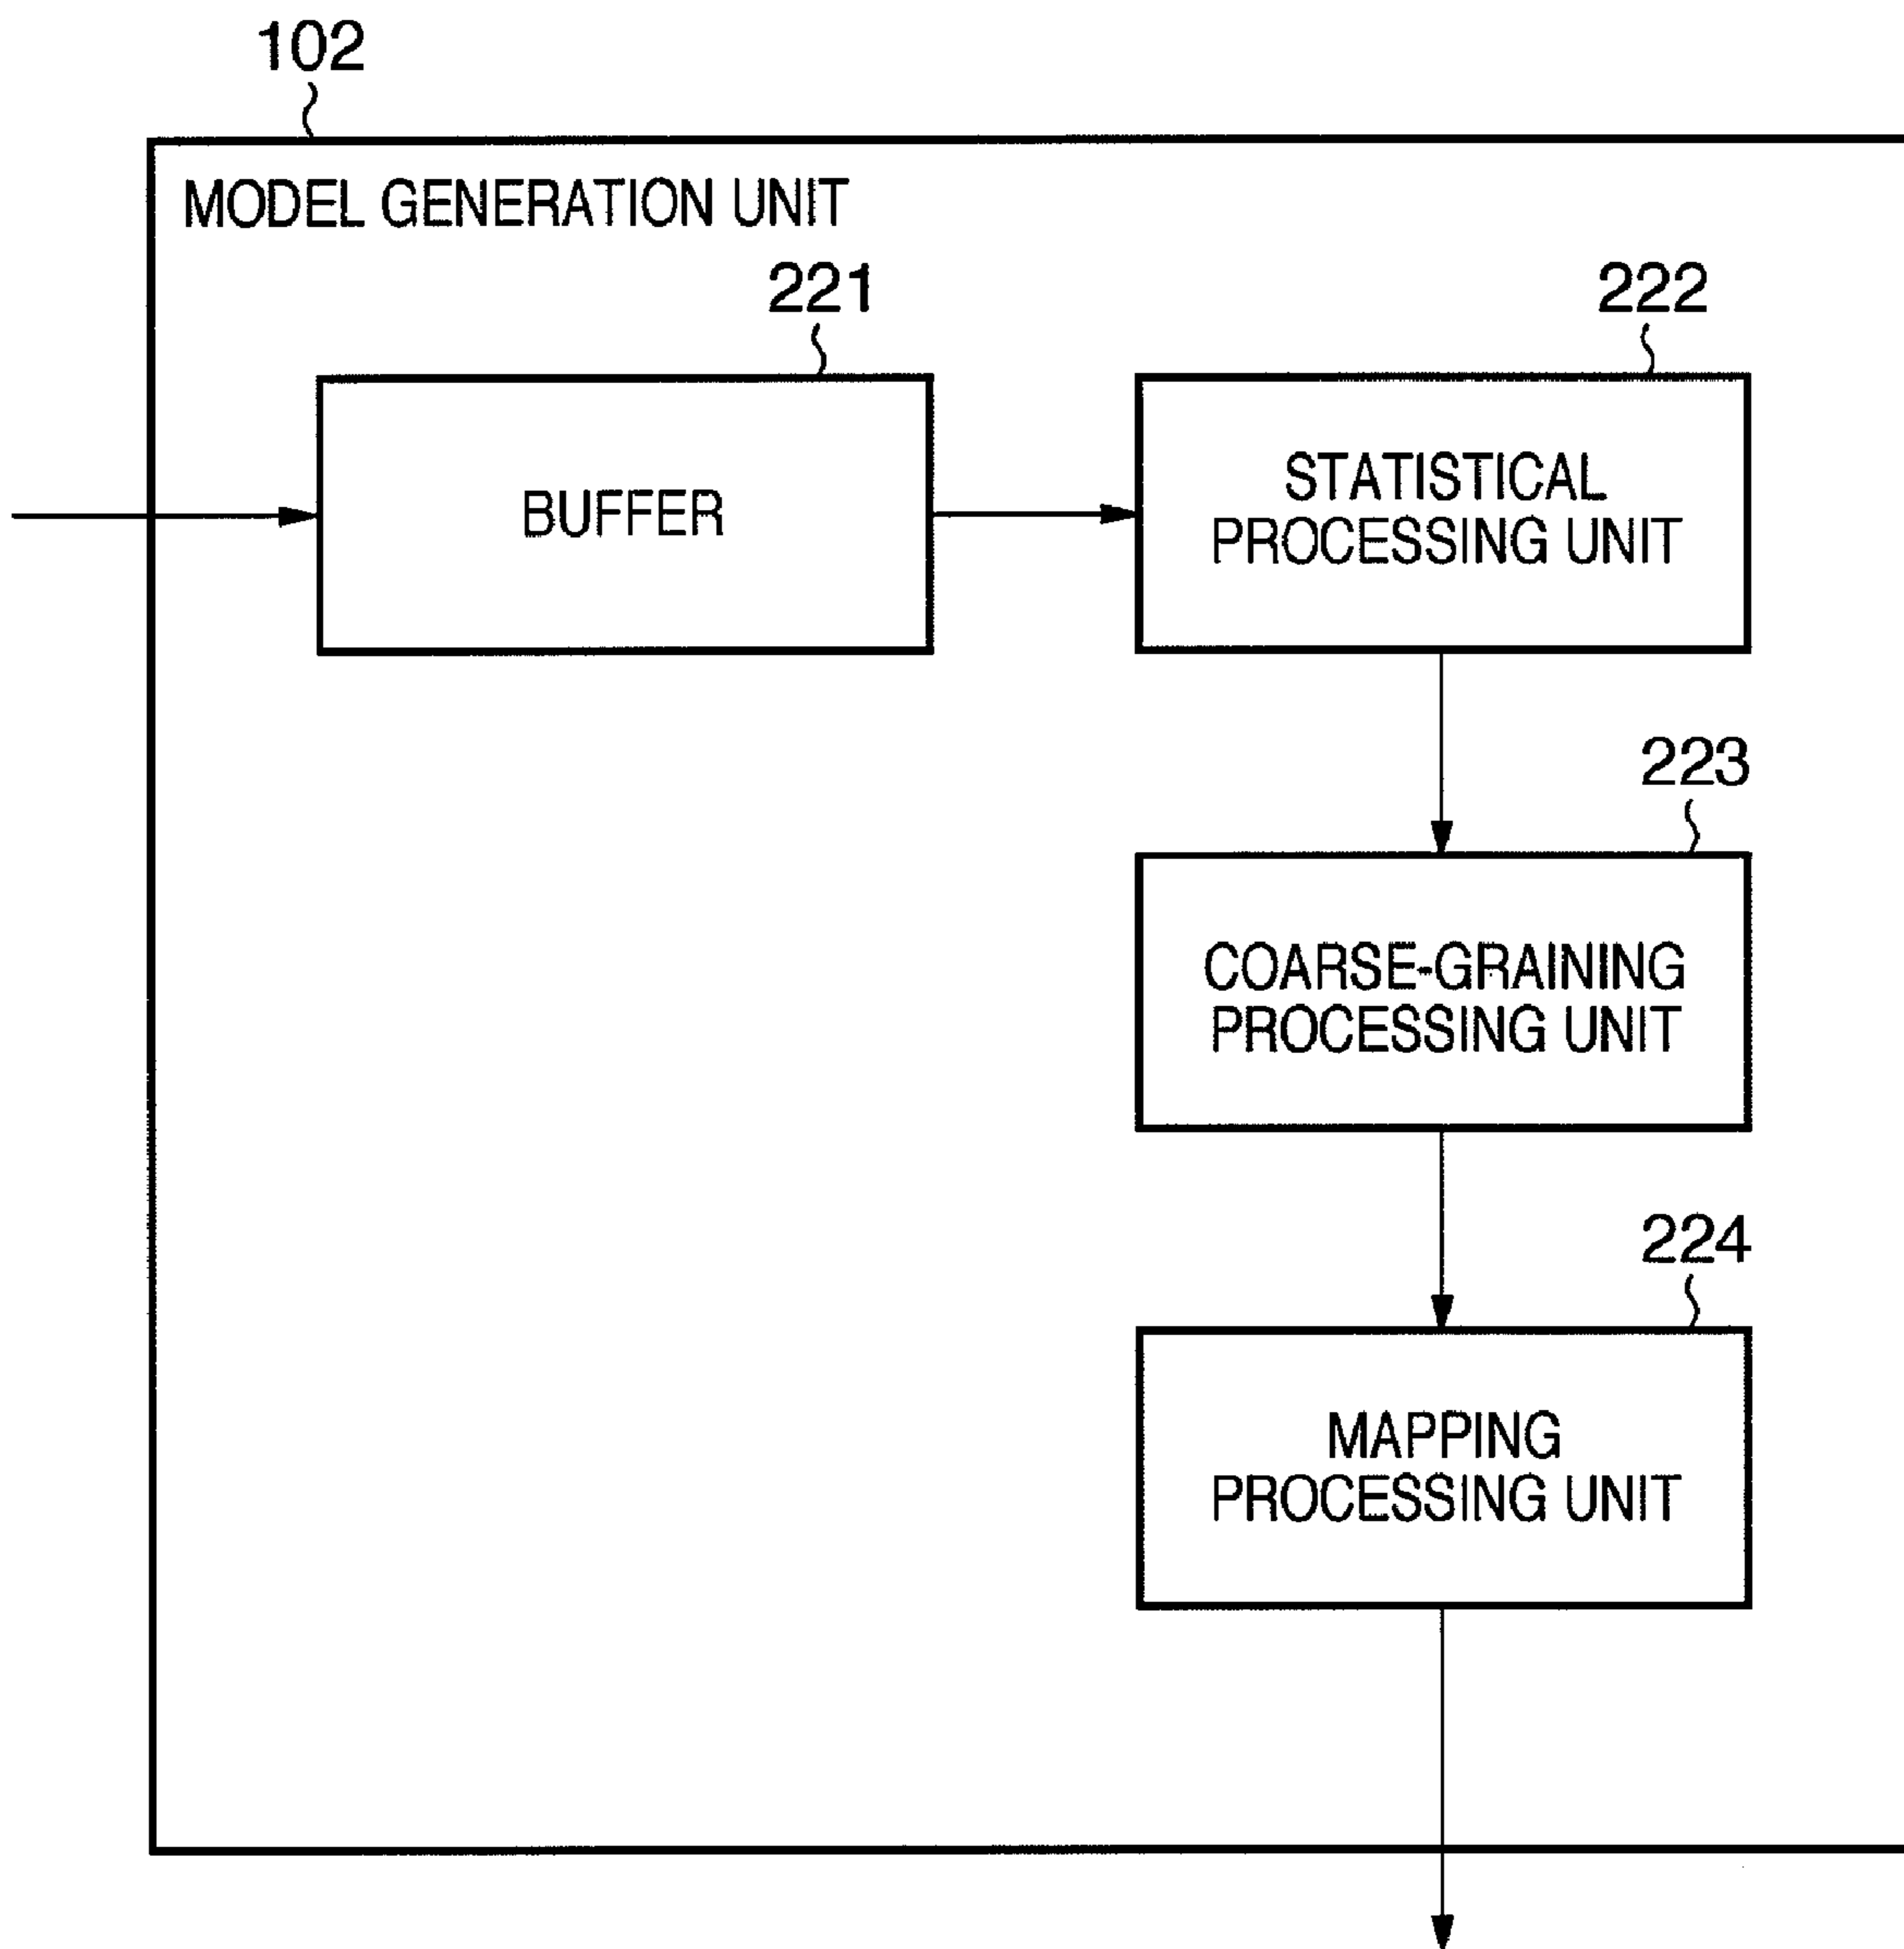 102
MODEL GENERATION UNIT
221
222
BUFFER
STATISTICAL
PROCESSING UNIT
223
COARSE-GRAINING
PROCESSING UNIT
224
MAPPING
PROCESSING UNIT